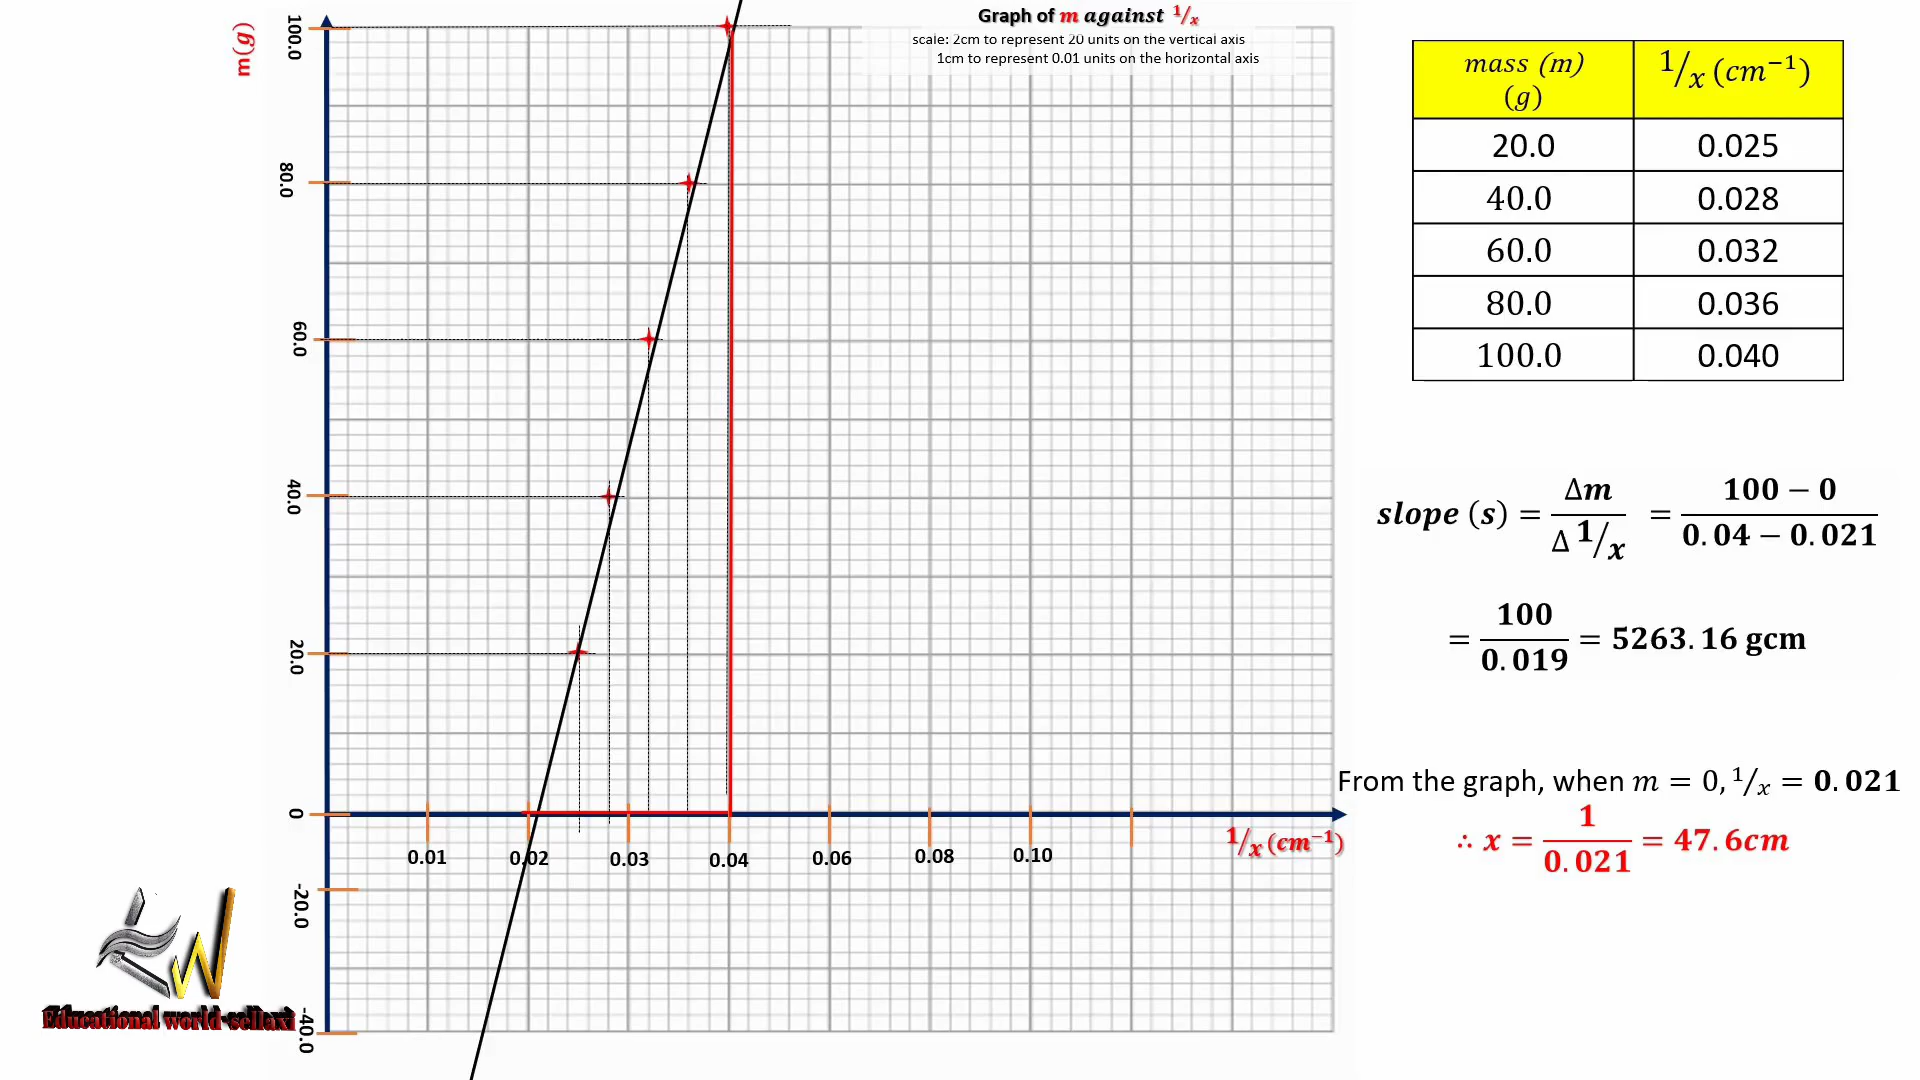 Graph of m against 1/x
scale: 2cm to represent 20 units on the vertical axis
1cm to represent 0.01 units on the horizontal axis
m(g)
100.0
80.0
60.0
40.0
20.0
0
-20.0
-40.0
0.01 0.02 0.03 0.04 0.06 0.08 0.10
1/x (cm⁻¹)
mass (m) (g) 1/x (cm⁻¹)
20.0 0.025
40.0 0.028
60.0 0.032
80.0 0.036
100.0 0.040
slope (s) = Δm / Δ 1/x = 100 − 0 / 0.04 − 0.021
= 100 / 0.019 = 5263.16 gcm
From the graph, when m = 0, 1/x = 0.021
∴ x = 1 / 0.021 = 47.6cm
Educational world-sellaxi